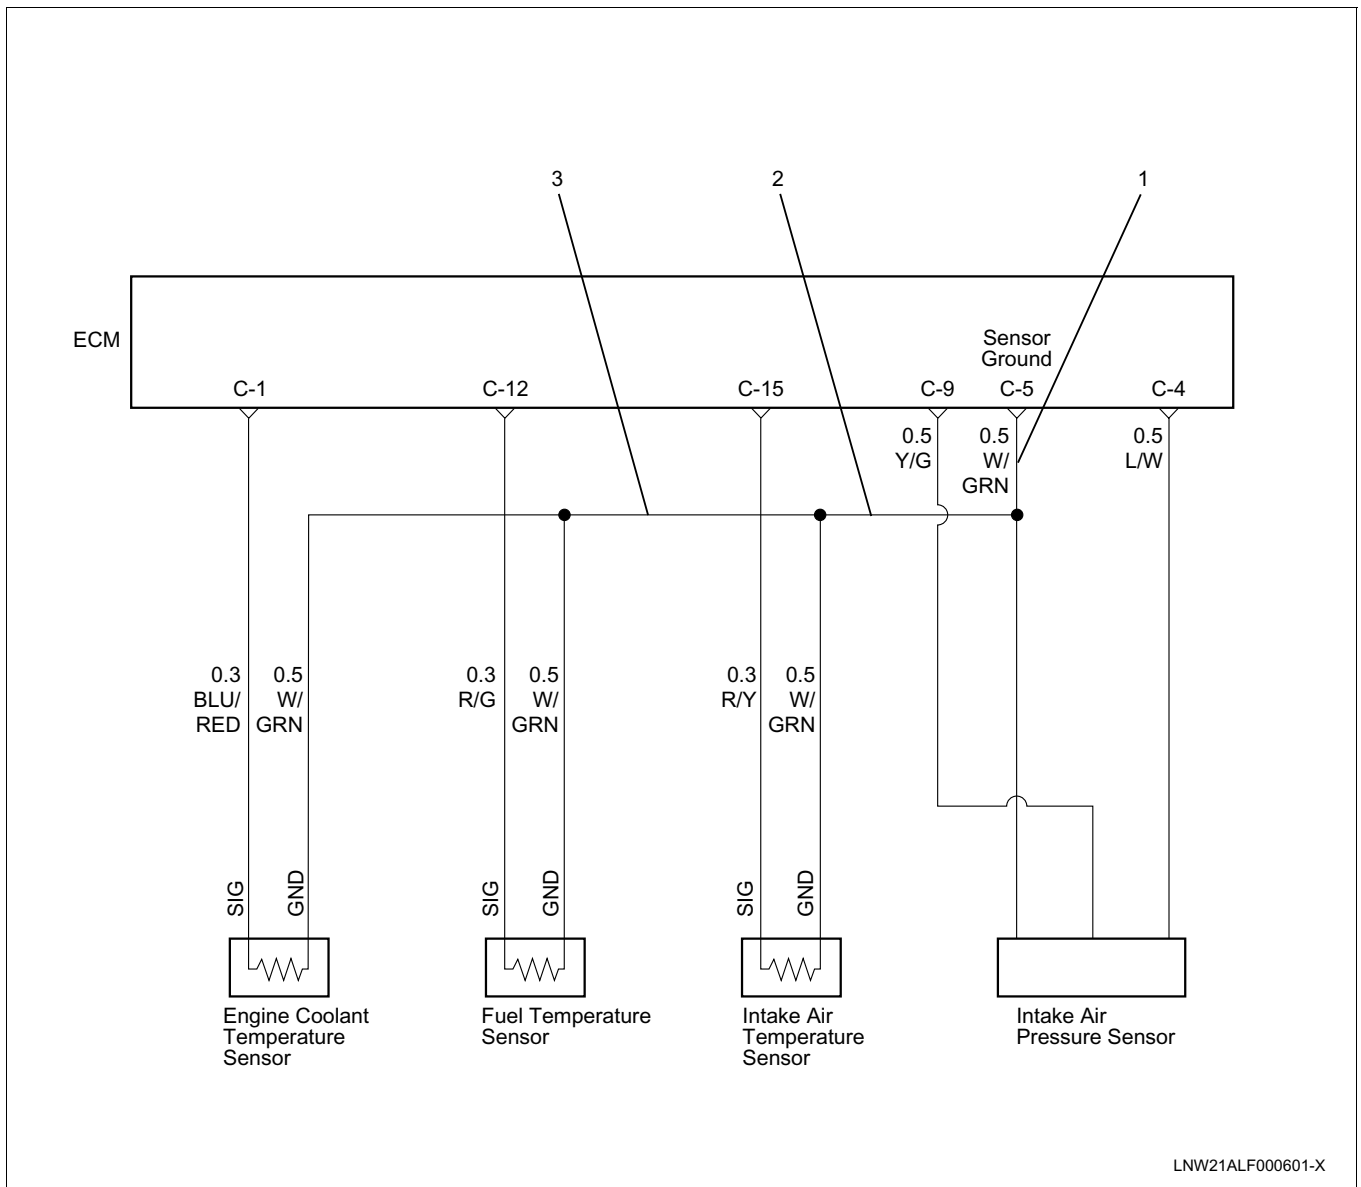 3
2
1
ECM
Sensor
Ground
C-1
C-12
C-15
C-9
C-5
C-4
0.5
Y/G
0.5
W/
GRN
0.5
L/W
0.3
BLU/
RED
0.5
W/
GRN
0.3
R/G
0.5
W/
GRN
0.3
R/Y
0.5
W/
GRN
SIG
GND
SIG
GND
SIG
GND
Engine Coolant
Temperature
Sensor
Fuel Temperature
Sensor
Intake Air
Temperature
Sensor
Intake Air
Pressure Sensor
LNW21ALF000601-X